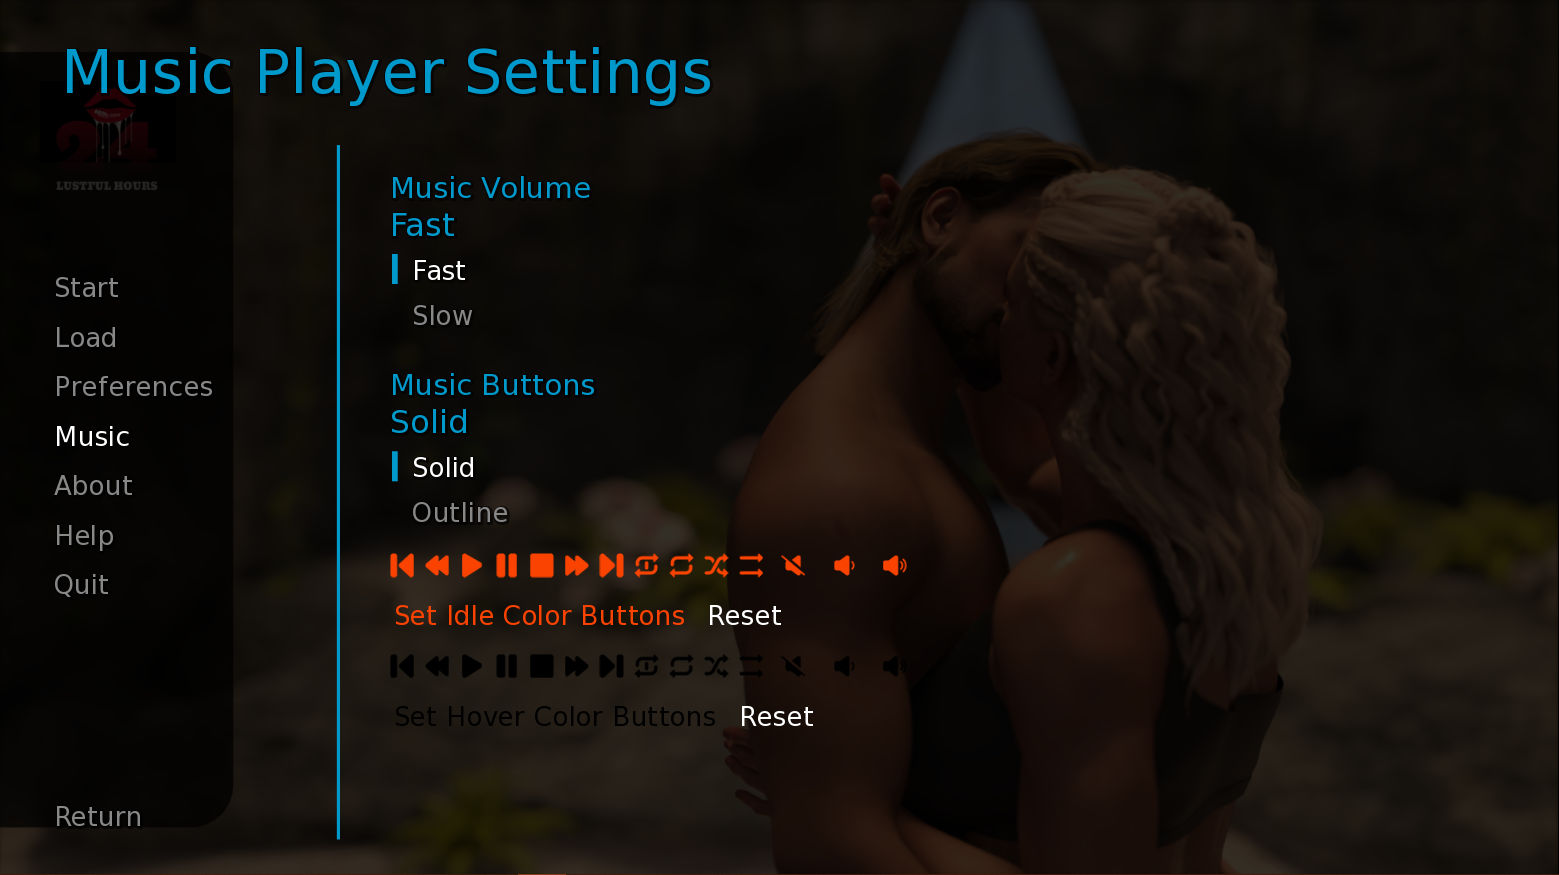 Music Player Settings
24
LUSTFUL HOURS
Start
Load
Preferences
Music
About
Help
Quit
Return
Music Volume
Fast
Fast
Slow
Music Buttons
Solid
Solid
Outline
Set Idle Color Buttons Reset
Set Hover Color Buttons Reset